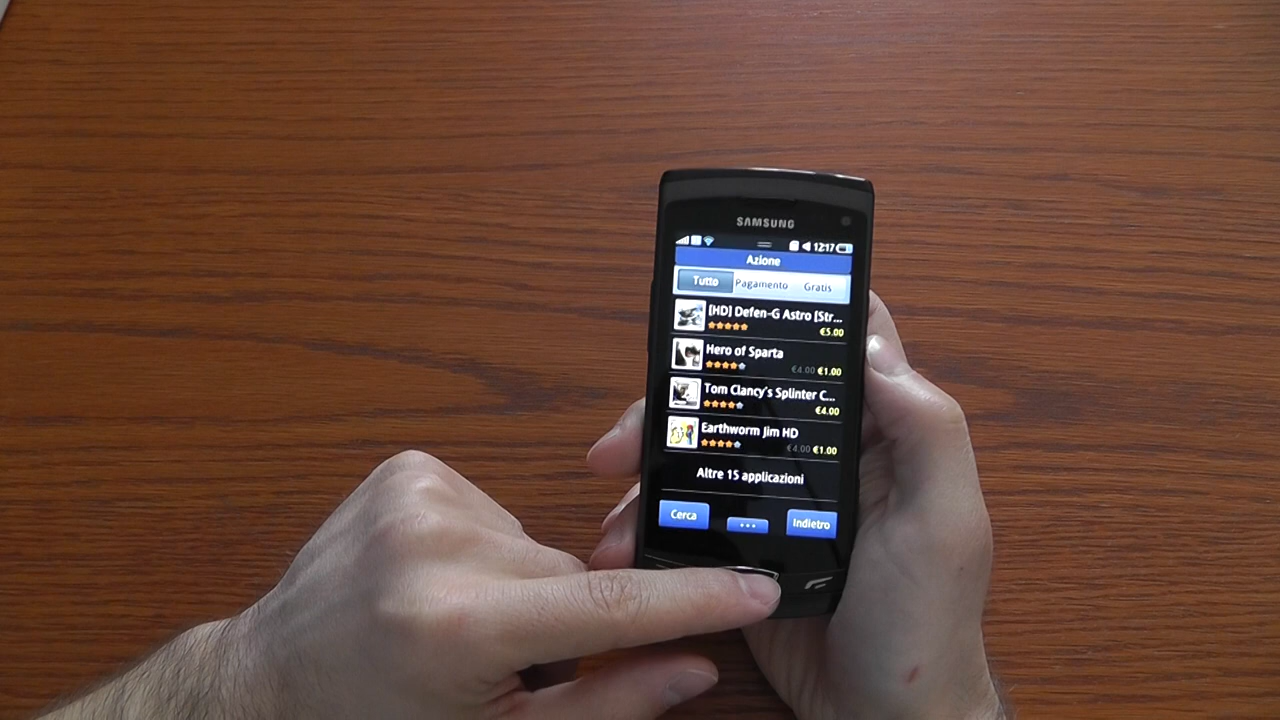 SAMSUNG
12:17
Azione
Tutto Pagamento Gratis
[HD] Defen-G Astro [Str...
€5.00
Hero of Sparta
€4.00 €1.00
Tom Clancy's Splinter C...
€4.00
Earthworm Jim HD
€4.00 €1.00
Altre 15 applicazioni
Cerca ... Indietro